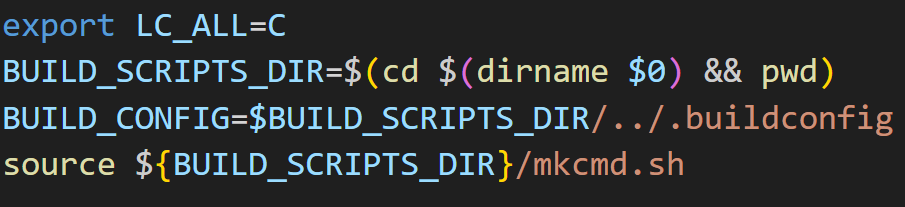 export LC_ALL=C
BUILD_SCRIPTS_DIR=$(cd $(dirname $0) && pwd)
BUILD_CONFIG=$BUILD_SCRIPTS_DIR/../.buildconfig
source ${BUILD_SCRIPTS_DIR}/mkcmd.sh